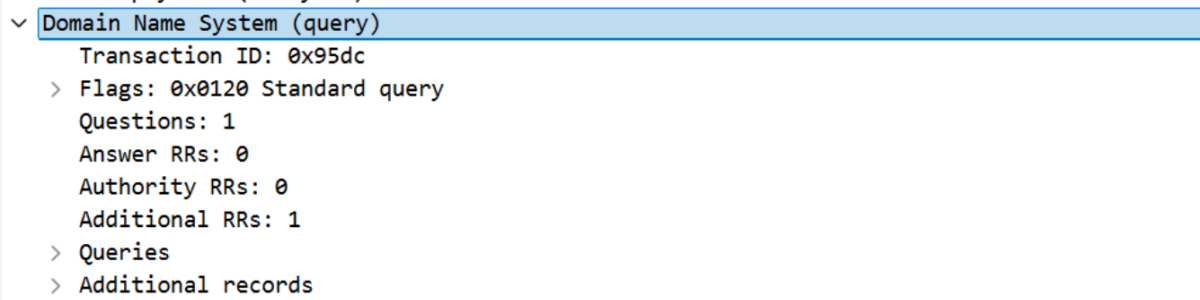 Domain Name System (query)
Transaction ID: 0x95dc
Flags: 0x0120 Standard query
Questions: 1
Answer RRs: 0
Authority RRs: 0
Additional RRs: 1
Queries
Additional records